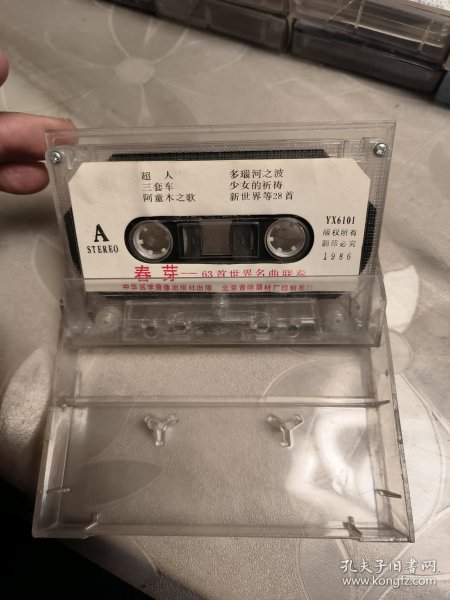 超人
三套车
阿童木之歌
多瑙河之波
少女的祈祷
新世界等28首
A
STEREO
YX6101
版权所有
翻印必究
1986
春芽——63首世界名曲联奏
中华医学音像出版社出版 北京音响器材厂印转发行
孔夫子旧书网
www.kongfz.com